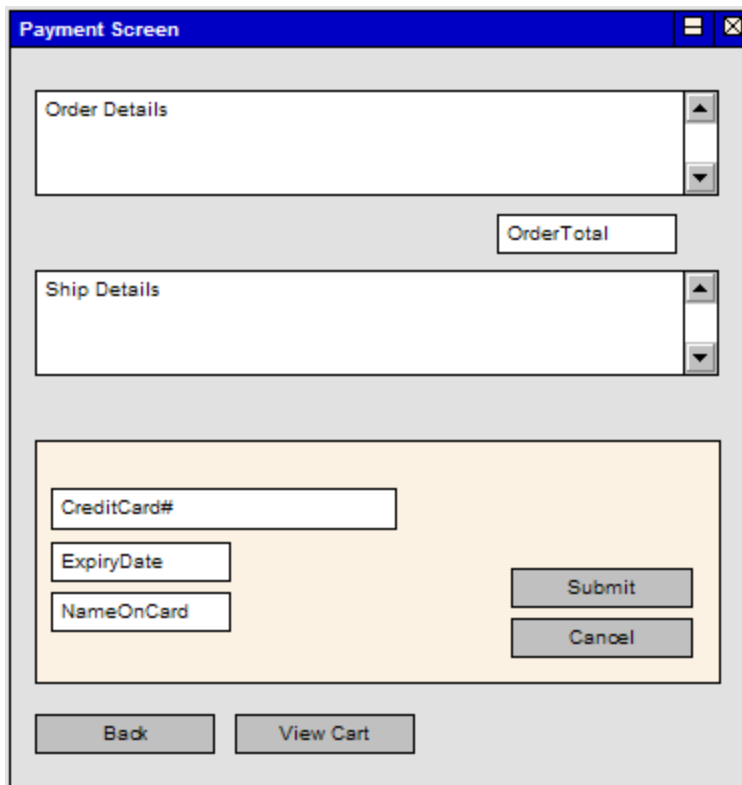 Payment Screen
Order Details
OrderTotal
Ship Details
CreditCard#
ExpiryDate
NameOnCard
Submit
Cancel
Back
View Cart